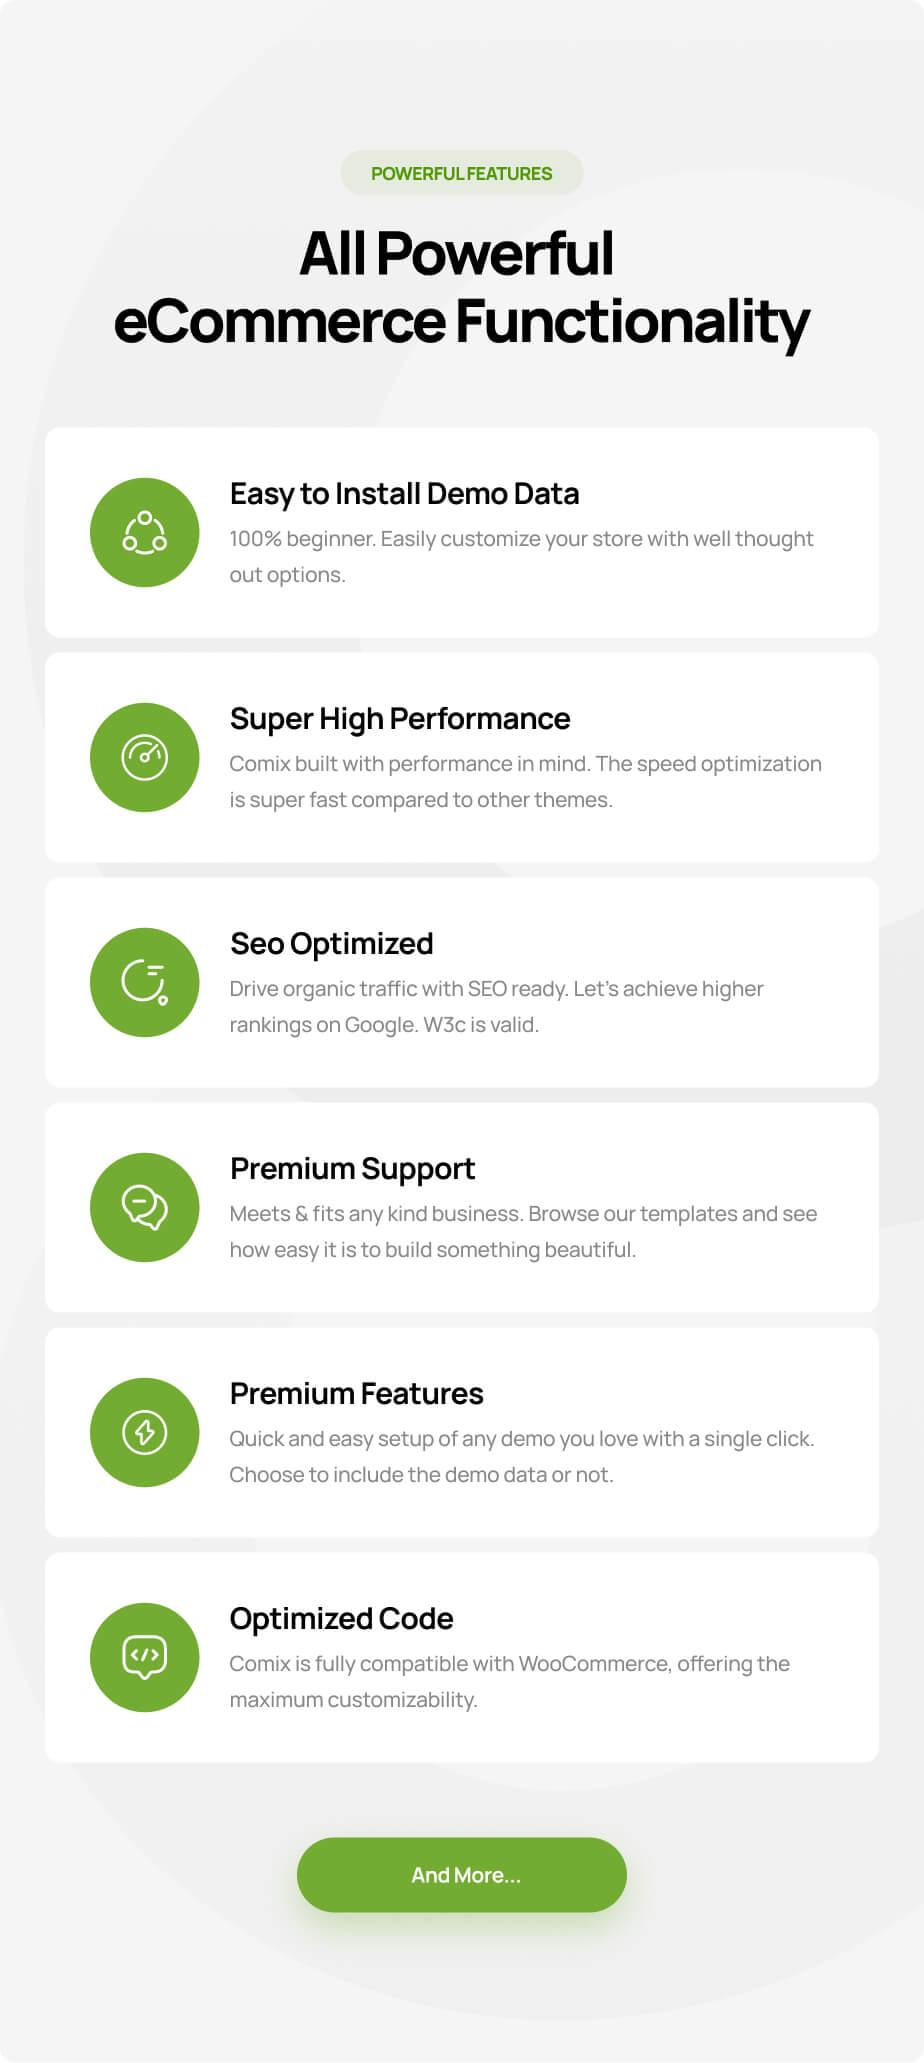 POWERFUL FEATURES
All Powerful
eCommerce Functionality
Easy to Install Demo Data
100% beginner. Easily customize your store with well thought
out options.
Super High Performance
Comix built with performance in mind. The speed optimization
is super fast compared to other themes.
Seo Optimized
Drive organic traffic with SEO ready. Let’s achieve higher
rankings on Google. W3c is valid.
Premium Support
Meets & fits any kind business. Browse our templates and see
how easy it is to build something beautiful.
Premium Features
Quick and easy setup of any demo you love with a single click.
Choose to include the demo data or not.
Optimized Code
Comix is fully compatible with WooCommerce, offering the
maximum customizability.
And More...